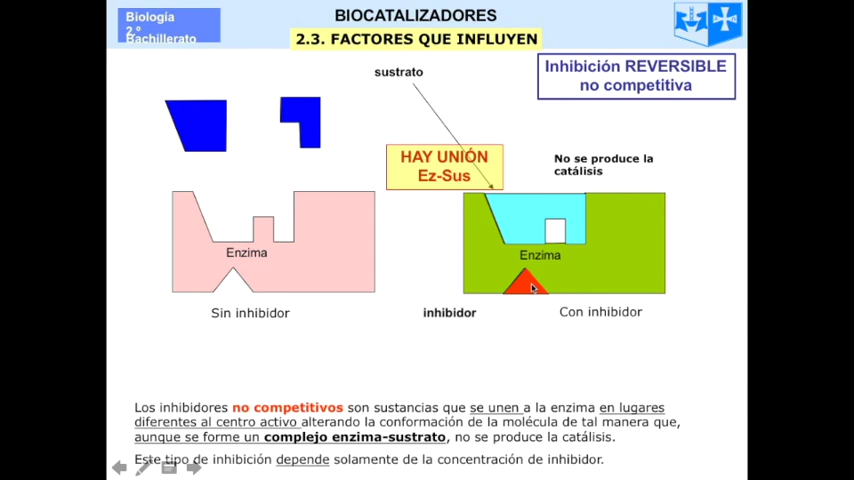 Biología
2.º
Bachillerato
BIOCATALIZADORES
2.3. FACTORES QUE INFLUYEN
Inhibición REVERSIBLE
no competitiva
sustrato
HAY UNIÓN
Ez-Sus
No se produce la
catálisis
Enzima
Enzima
Sin inhibidor
inhibidor
Con inhibidor
Los inhibidores no competitivos son sustancias que se unen a la enzima en lugares
diferentes al centro activo alterando la conformación de la molécula de tal manera que,
aunque se forme un complejo enzima-sustrato, no se produce la catálisis.
Este tipo de inhibición depende solamente de la concentración de inhibidor.